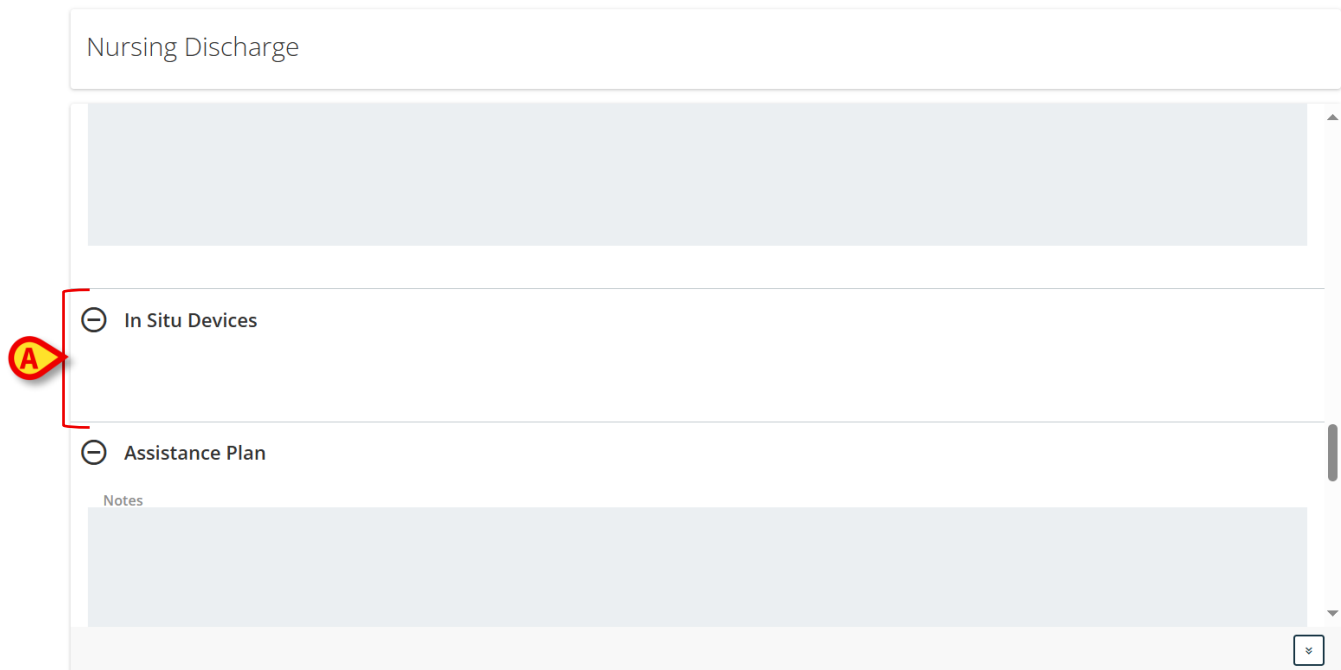 Nursing Discharge
In Situ Devices
A
Assistance Plan
Notes